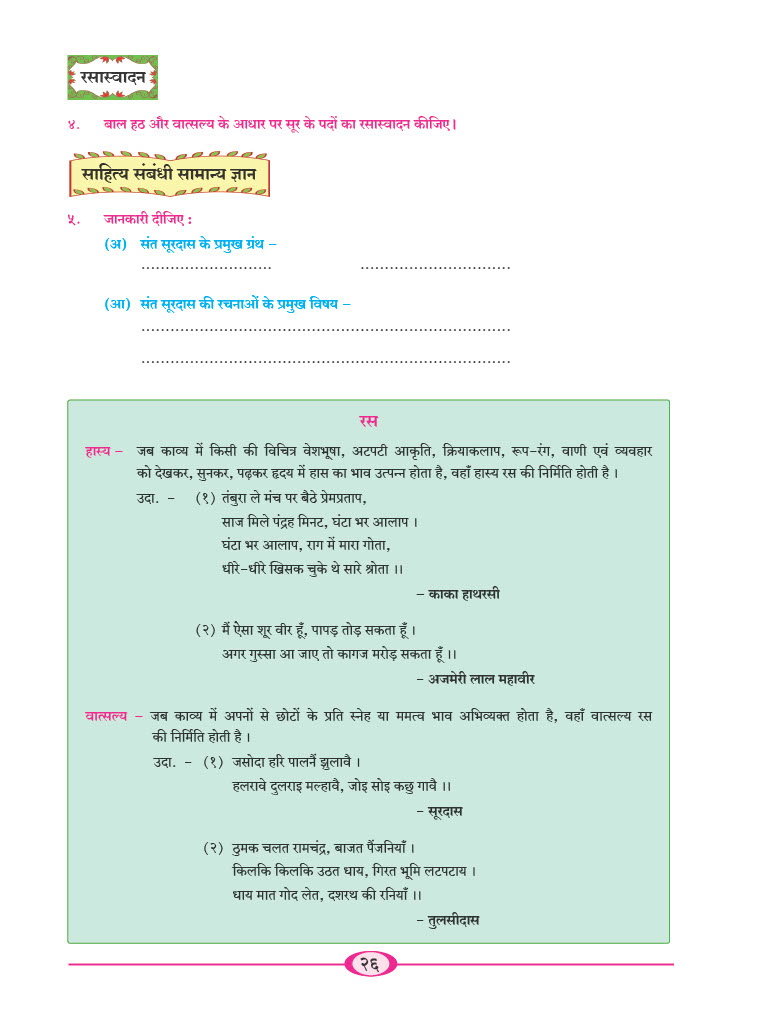 रसास्वादन
४. बाल हठ और वात्सल्य के आधार पर सूर के पदों का रसास्वादन कीजिए।
साहित्य संबंधी सामान्य ज्ञान
५. जानकारी दीजिए :
(अ) संत सूरदास के प्रमुख ग्रंथ –
........................... ...............................
(आ) संत सूरदास की रचनाओं के प्रमुख विषय –
............................................................................
............................................................................
रस
हास्य – जब काव्य में किसी की विचित्र वेशभूषा, अटपटी आकृति, क्रियाकलाप, रूप-रंग, वाणी एवं व्यवहार
को देखकर, सुनकर, पढ़कर हृदय में हास का भाव उत्पन्न होता है, वहाँ हास्य रस की निर्मिति होती है ।
उदा. – (१) तंबुरा ले मंच पर बैठे प्रेमप्रताप,
साज मिले पंद्रह मिनट, घंटा भर आलाप ।
घंटा भर आलाप, राग में मारा गोता,
धीरे-धीरे खिसक चुके थे सारे श्रोता ।।
– काका हाथरसी
(२) मैं ऐसा शूर वीर हूँ, पापड़ तोड़ सकता हूँ ।
अगर गुस्सा आ जाए तो कागज मरोड़ सकता हूँ ।।
– अजमेरी लाल महावीर
वात्सल्य – जब काव्य में अपनों से छोटों के प्रति स्नेह या ममत्व भाव अभिव्यक्त होता है, वहाँ वात्सल्य रस
की निर्मिति होती है ।
उदा. – (१) जसोदा हरि पालनैं झुलावै ।
हलरावे दुलराइ मल्हावै, जोइ सोइ कछु गावै ।।
– सूरदास
(२) ठुमक चलत रामचंद्र, बाजत पैंजनियाँ ।
किलकि किलकि उठत धाय, गिरत भूमि लटपटाय ।
धाय मात गोद लेत, दशरथ की रनियाँ ।।
– तुलसीदास
२६